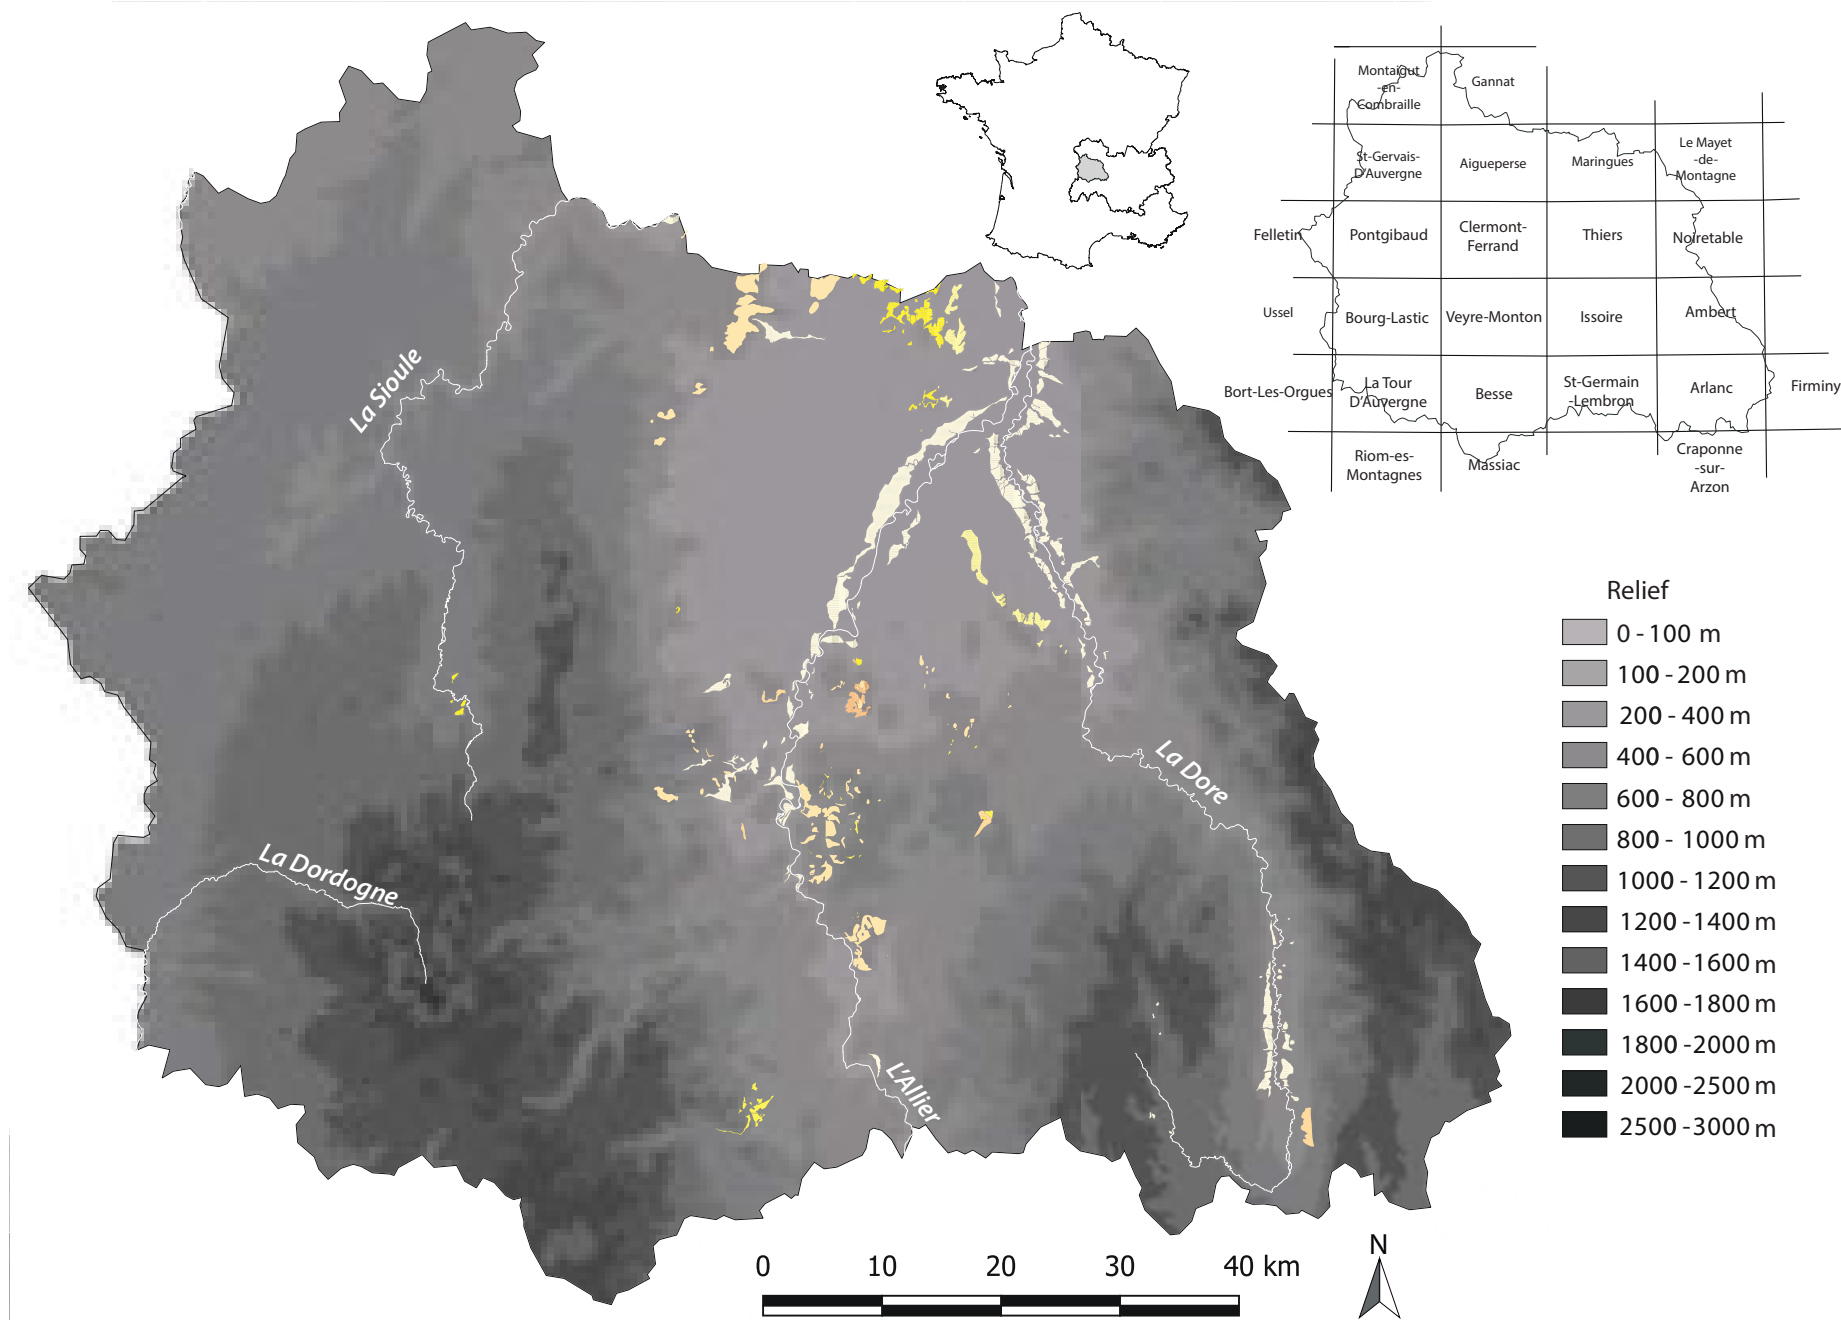 Montaigut
-en-
Combraille
Gannat
St-Gervais-
D'Auvergne
Aigueperse
Maringues
Le Mayet
-de-
Montagne
Felletin
Pontgibaud
Clermont-
Ferrand
Thiers
Noiretable
Ussel
Bourg-Lastic
Veyre-Monton
Issoire
Ambert
Bort-Les-Orgues
La Tour
D'Auvergne
Besse
St-Germain
-Lembron
Arlanc
Firminy
Riom-es-
Montagnes
Massiac
Craponne
-sur-
Arzon
La Sioule
La Dore
La Dordogne
L'Allier
Relief
0 - 100 m
100 - 200 m
200 - 400 m
400 - 600 m
600 - 800 m
800 - 1000 m
1000 - 1200 m
1200 - 1400 m
1400 - 1600 m
1600 - 1800 m
1800 - 2000 m
2000 - 2500 m
2500 - 3000 m
0 10 20 30 40 km
N